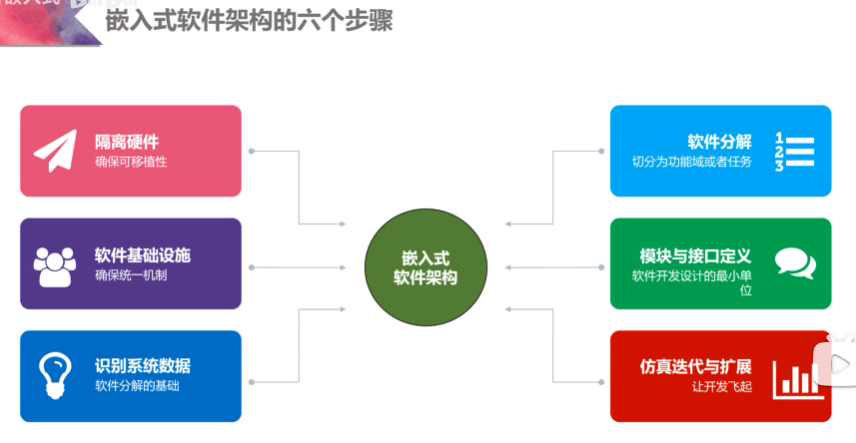 嵌入式软件架构的六个步骤
隔离硬件
确保可移植性
软件基础设施
确保统一机制
识别系统数据
软件分解的基础
嵌入式
软件架构
软件分解
切分为功能域或者任务
1
2
3
模块与接口定义
软件开发设计的最小单
位
仿真迭代与扩展
让开发飞起